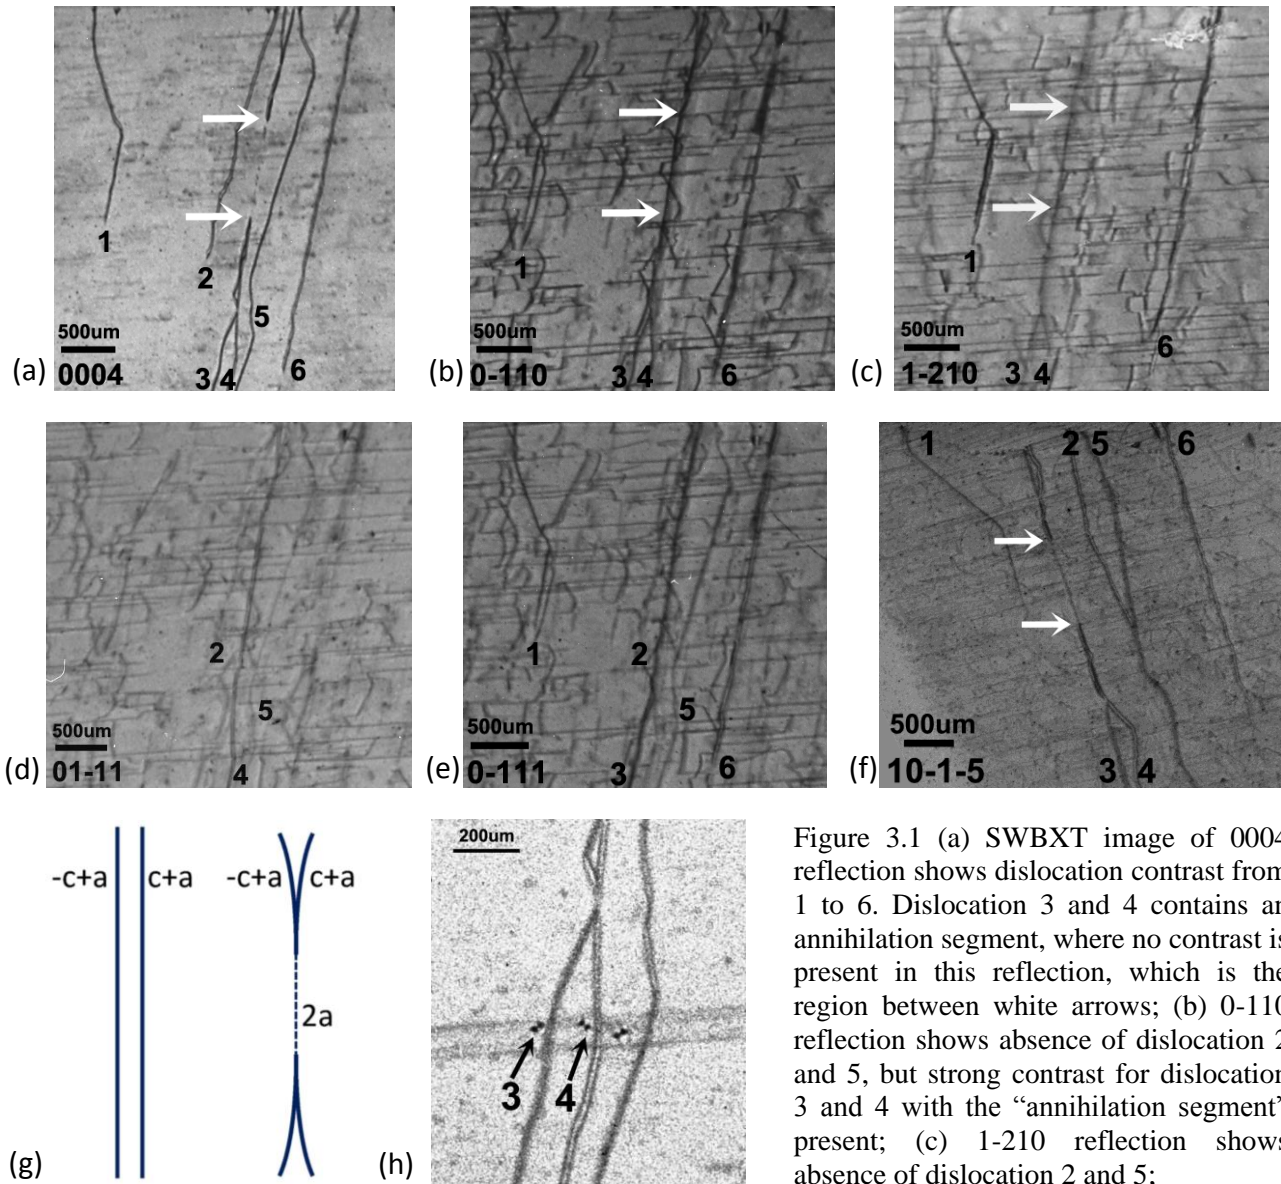 1
2
5
3 4
6
500um
(a) 0004
1
3 4
6
500um
(b) 0-110
1
6
500um
(c) 1-210 3 4
2
5
500um
(d) 01-11 4
1
2
5
500um
(e) 0-111 3 6
1 2 5 6
500um
(f) 10-1-5 3 4
-c+a c+a -c+a c+a
2a
(g)
200um
3 4
(h)
Figure 3.1 (a) SWBXT image of 0004
reflection shows dislocation contrast from
1 to 6. Dislocation 3 and 4 contains an
annihilation segment, where no contrast is
present in this reflection, which is the
region between white arrows; (b) 0-110
reflection shows absence of dislocation 2
and 5, but strong contrast for dislocation
3 and 4 with the “annihilation segment”
present; (c) 1-210 reflection shows
absence of dislocation 2 and 5;